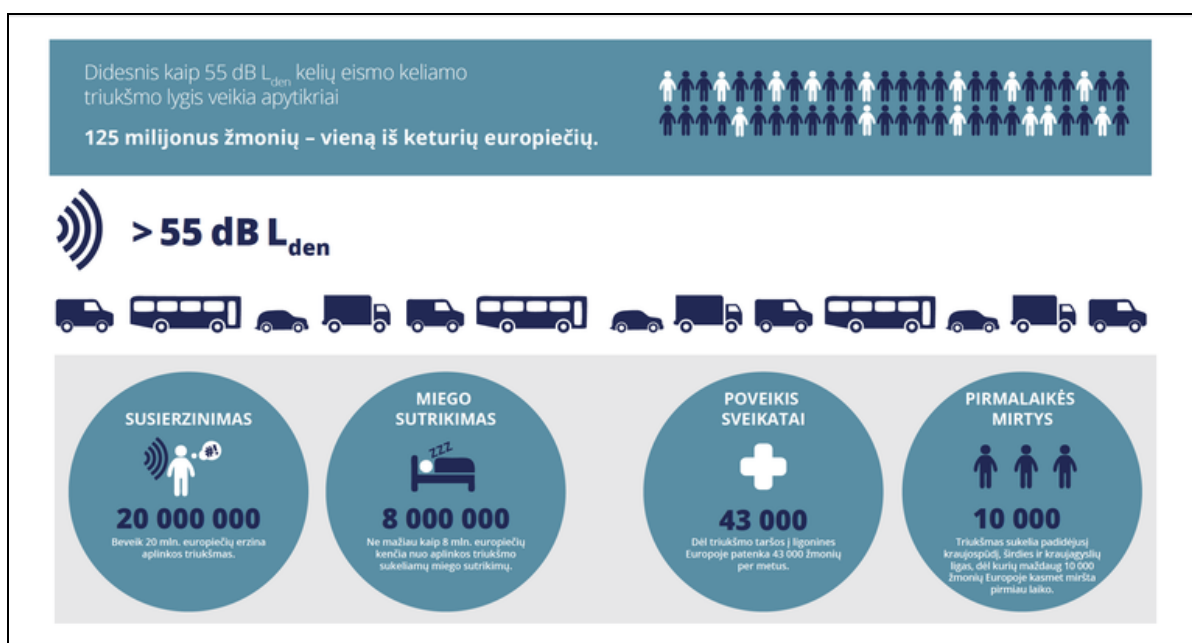 Didesnis kaip 55 dB Lden kelių eismo keliamo
triukšmo lygis veikia apytikriai
125 milijonus žmonių – vieną iš keturių europiečių.
> 55 dB Lden
SUSIERZINIMAS
#!
20 000 000
Beveik 20 mln. europiečių erzina
aplinkos triukšmas.
MIEGO
SUTRIKIMAS
zzz
8 000 000
Ne mažiau kaip 8 mln. europiečių
kenčia nuo aplinkos triukšmo
sukeliamų miego sutrikimų.
POVEIKIS
SVEIKATAI
43 000
Dėl triukšmo taršos į ligonines
Europoje patenka 43 000 žmonių
per metus.
PIRMALAIKĖS
MIRTYS
10 000
Triukšmas sukelia padidėjusį
kraujospūdį, širdies ir kraujagyslių
ligas, dėl kurių maždaug 10 000
žmonių Europoje kasmet miršta
pirmiau laiko.